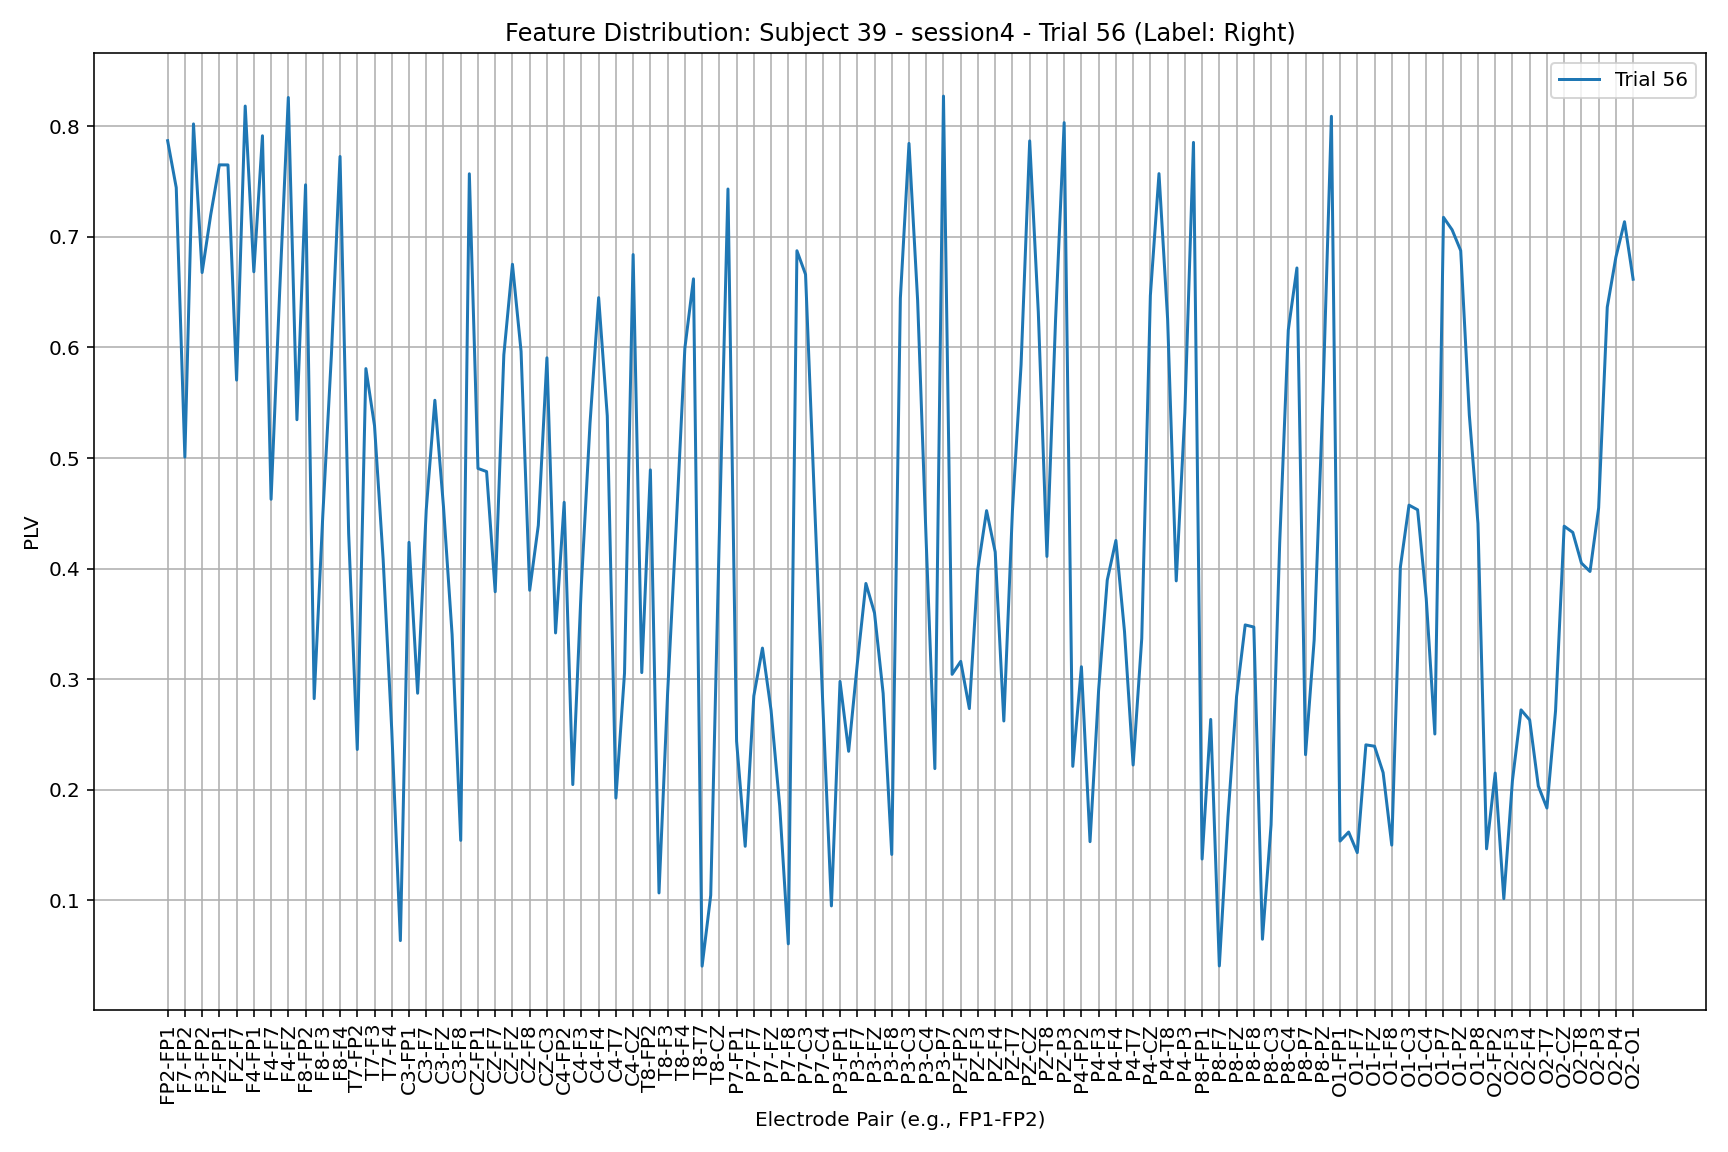 Feature Distribution: Subject 39 - session4 - Trial 56 (Label: Right)
Trial 56
0.8
0.7
0.6
0.5
0.4
0.3
0.2
0.1
PLV
FP2-FP1
F7-FP2
F3-FP2
FZ-FP1
FZ-F7
F4-FP1
F4-F7
F4-FZ
F8-FP2
F8-F3
F8-F4
T7-FP2
T7-F3
T7-F4
C3-FP1
C3-F7
C3-FZ
C3-F8
CZ-FP1
CZ-F7
CZ-FZ
CZ-F8
CZ-C3
C4-FP2
C4-F3
C4-F4
C4-T7
C4-CZ
T8-FP2
T8-F3
T8-F4
T8-T7
T8-CZ
P7-FP1
P7-F7
P7-FZ
P7-F8
P7-C3
P7-C4
P3-FP1
P3-F7
P3-FZ
P3-F8
P3-C3
P3-C4
P3-P7
PZ-FP2
PZ-F3
PZ-F4
PZ-T7
PZ-CZ
PZ-T8
PZ-P3
P4-FP2
P4-F3
P4-F4
P4-T7
P4-CZ
P4-T8
P4-P3
P8-FP1
P8-F7
P8-FZ
P8-F8
P8-C3
P8-C4
P8-P7
P8-PZ
O1-FP1
O1-F7
O1-FZ
O1-F8
O1-C3
O1-C4
O1-P7
O1-PZ
O1-P8
O2-FP2
O2-F3
O2-F4
O2-T7
O2-CZ
O2-T8
O2-P3
O2-P4
O2-O1
Electrode Pair (e.g., FP1-FP2)